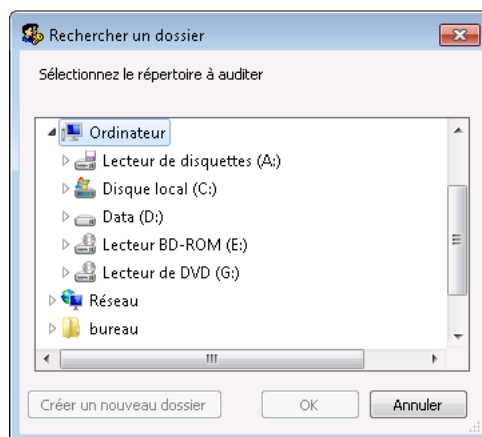 Rechercher un dossier
Sélectionnez le répertoire à auditer
Ordinateur
Lecteur de disquettes (A:)
Disque local (C:)
Data (D:)
Lecteur BD-ROM (E:)
Lecteur de DVD (G:)
Réseau
bureau
Créer un nouveau dossier OK Annuler